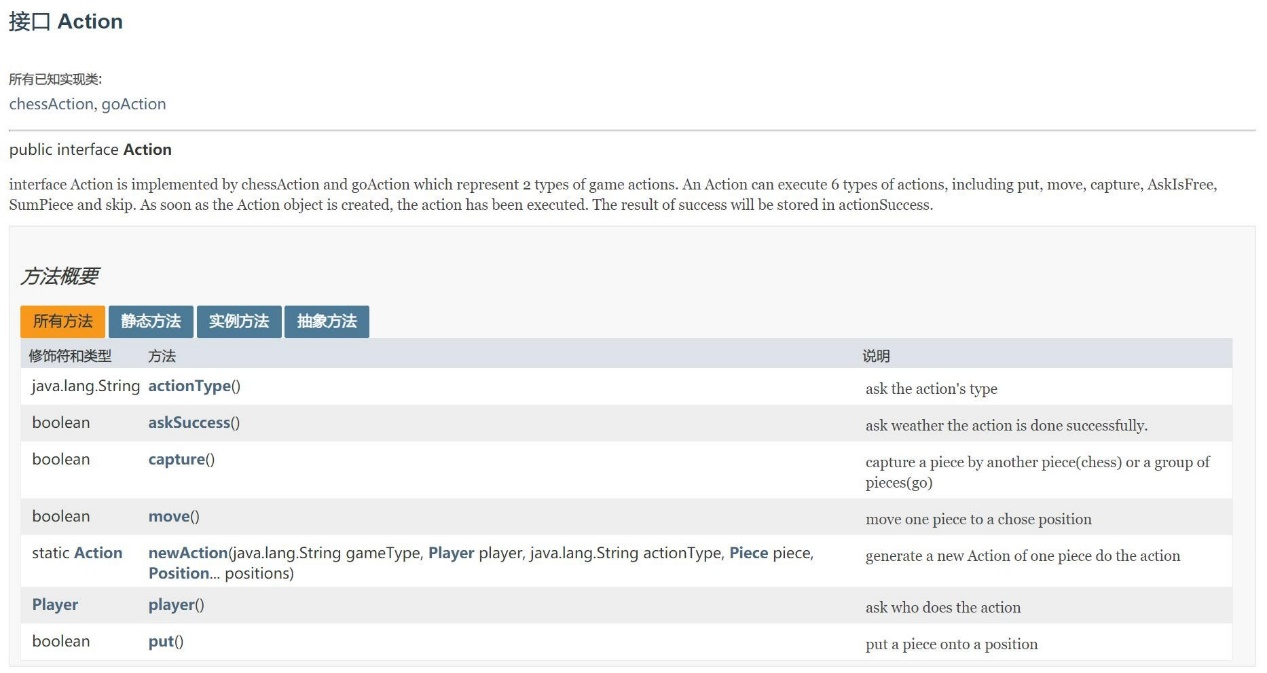 接口 Action
所有已知实现类:
chessAction, goAction
public interface Action
interface Action is implemented by chessAction and goAction which represent 2 types of game actions. An Action can execute 6 types of actions, including put, move, capture, AskIsFree,
SumPiece and skip. As soon as the Action object is created, the action has been executed. The result of success will be stored in actionSuccess.
方法概要
所有方法 静态方法 实例方法 抽象方法
修饰符和类型 方法 说明
java.lang.String actionType() ask the action's type
boolean askSuccess() ask weather the action is done successfully.
boolean capture() capture a piece by another piece(chess) or a group of
pieces(go)
boolean move() move one piece to a chose position
static Action newAction(java.lang.String gameType, Player player, java.lang.String actionType, Piece piece, generate a new Action of one piece do the action
Position... positions)
Player player() ask who does the action
boolean put() put a piece onto a position